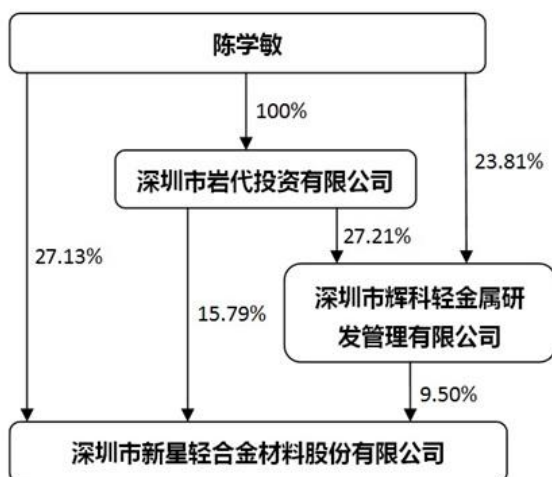 陈学敏
100%
深圳市岩代投资有限公司
23.81%
27.21%
27.13%
15.79%
深圳市辉科轻金属研
发管理有限公司
9.50%
深圳市新星轻合金材料股份有限公司